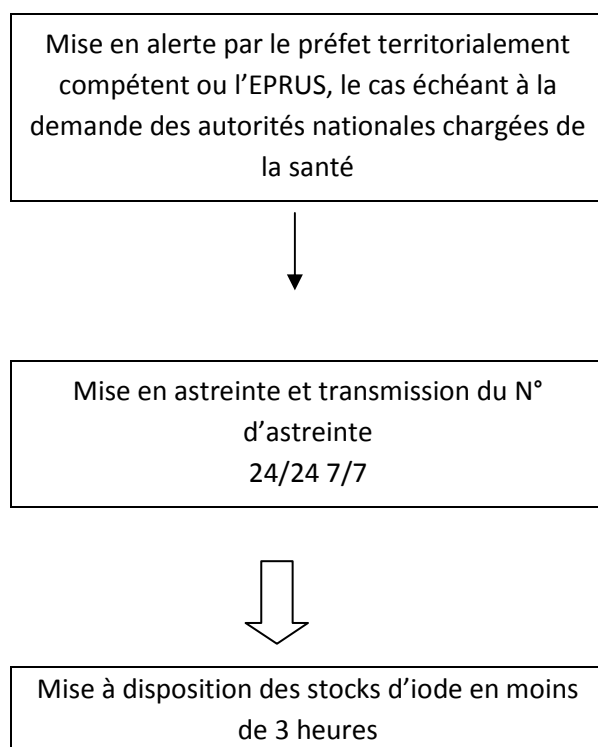 Mise en alerte par le préfet territorialement
compétent ou l’EPRUS, le cas échéant à la
demande des autorités nationales chargées de
la santé
Mise en astreinte et transmission du N°
d’astreinte
24/24 7/7
Mise à disposition des stocks d’iode en moins
de 3 heures